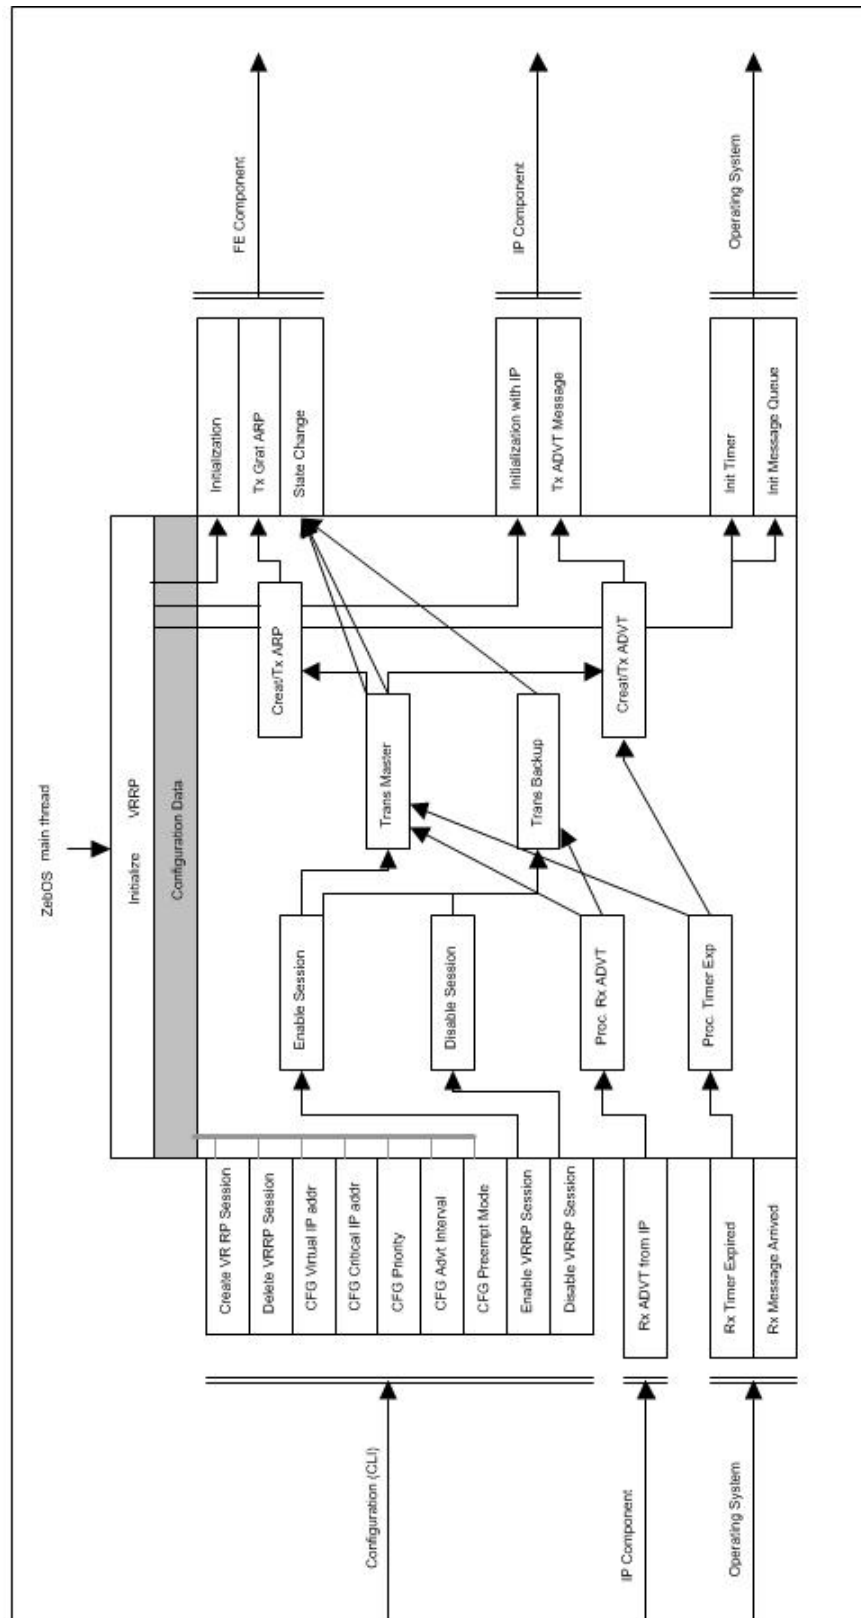 ZebOS main thread
Initialize VRRP
Configuration Data
FE Component
IP Component
Operating System
Initialization
Tx Grat ARP
State Change
Initialization with IP
Tx ADVT Message
Init Timer
Init Message Queue
Creat/Tx ARP
Creat/Tx ADVT
Trans Master
Trans Backup
Enable Session
Disable Session
Proc. Rx ADVT
Proc. Timer Exp
Create VR RP Session
Delete VRRP Session
CFG Virtual IP addr
CFG Critical IP addr
CFG Priority
CFG Advt Interval
CFG Preempt Mode
Enable VRRP Session
Disable VRRP Session
Rx ADVT from IP
Rx Timer Expired
Rx Message Arrived
Configuration (CLI)
IP Component
Operating System